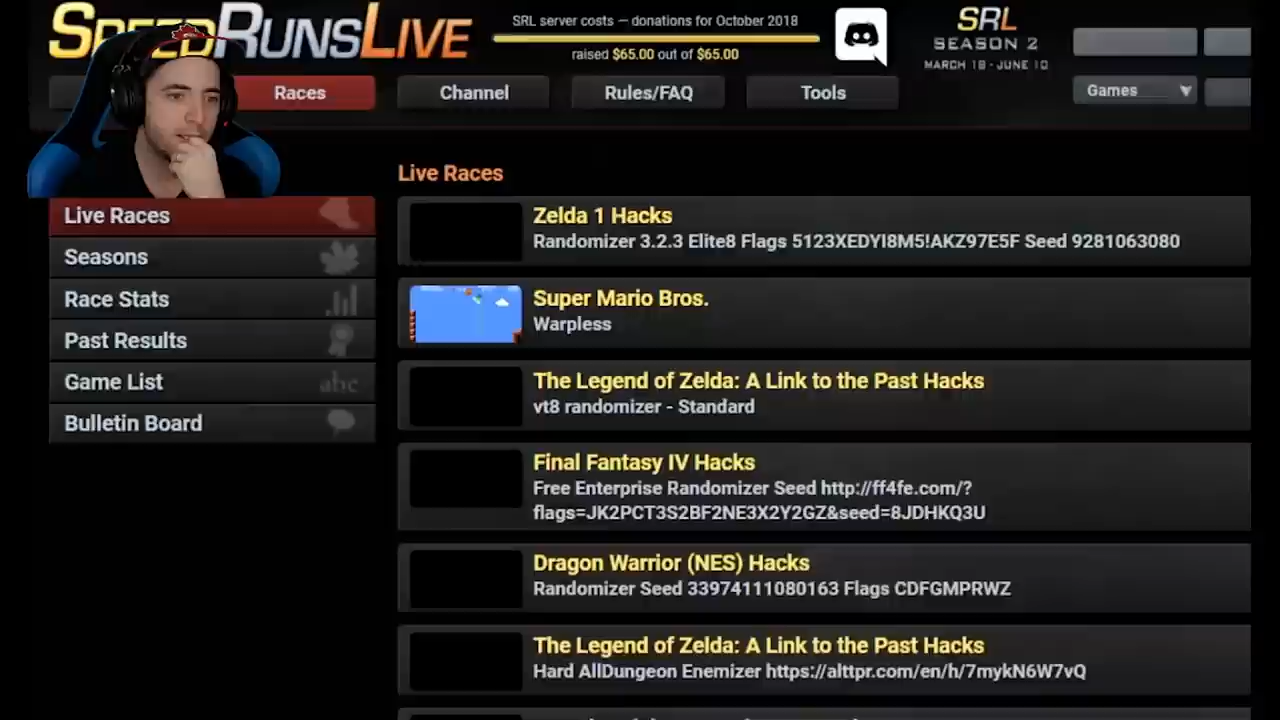 SPEEDRUNSLIVE
SRL server costs — donations for October 2018
raised $65.00 out of $65.00
SRL
SEASON 2
MARCH 18 - JUNE 10
Races
Channel
Rules/FAQ
Tools
Games
Live Races
Seasons
Race Stats
Past Results
Game List
abc
Bulletin Board
Live Races
Zelda 1 Hacks
Randomizer 3.2.3 Elite8 Flags 5123XEDYI8M5!AKZ97E5F Seed 9281063080
Super Mario Bros.
Warpless
The Legend of Zelda: A Link to the Past Hacks
vt8 randomizer - Standard
Final Fantasy IV Hacks
Free Enterprise Randomizer Seed http://ff4fe.com/?
flags=JK2PCT3S2BF2NE3X2Y2GZ&seed=8JDHKQ3U
Dragon Warrior (NES) Hacks
Randomizer Seed 33974111080163 Flags CDFGMPRWZ
The Legend of Zelda: A Link to the Past Hacks
Hard AllDungeon Enemizer https://alttpr.com/en/h/7mykN6W7vQ